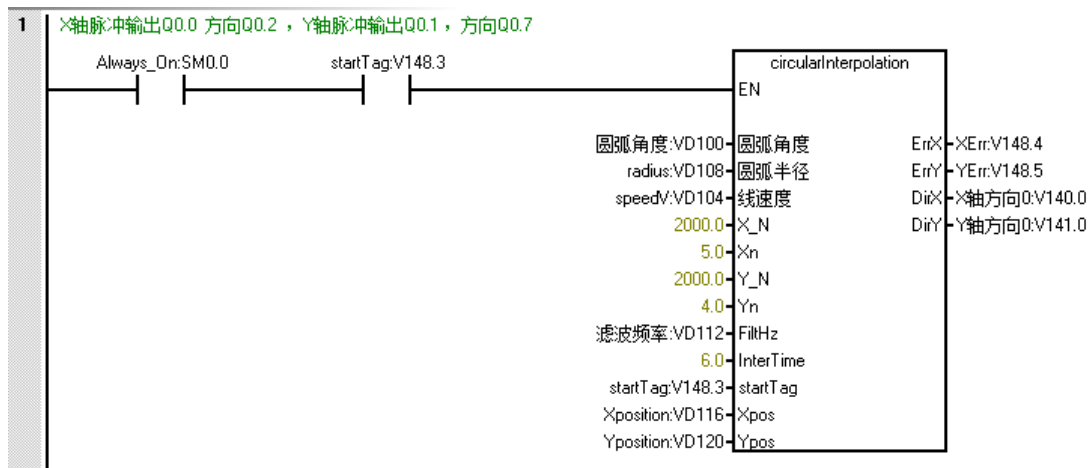 1 X轴脉冲输出Q0.0 方向Q0.2 ，Y轴脉冲输出Q0.1，方向Q0.7
Always_On:SM0.0 startTag:V148.3 circularInterpolation
EN
圆弧角度:VD100 圆弧角度 ErrX XErr:V148.4
radius:VD108 圆弧半径 ErrY YErr:V148.5
speedV:VD104 线速度 DirX X轴方向0:V140.0
2000.0 X_N DirY Y轴方向0:V141.0
5.0 Xn
2000.0 Y_N
4.0 Yn
滤波频率:VD112 FiltHz
6.0 InterTime
startTag:V148.3 startTag
Xposition:VD116 Xpos
Yposition:VD120 Ypos